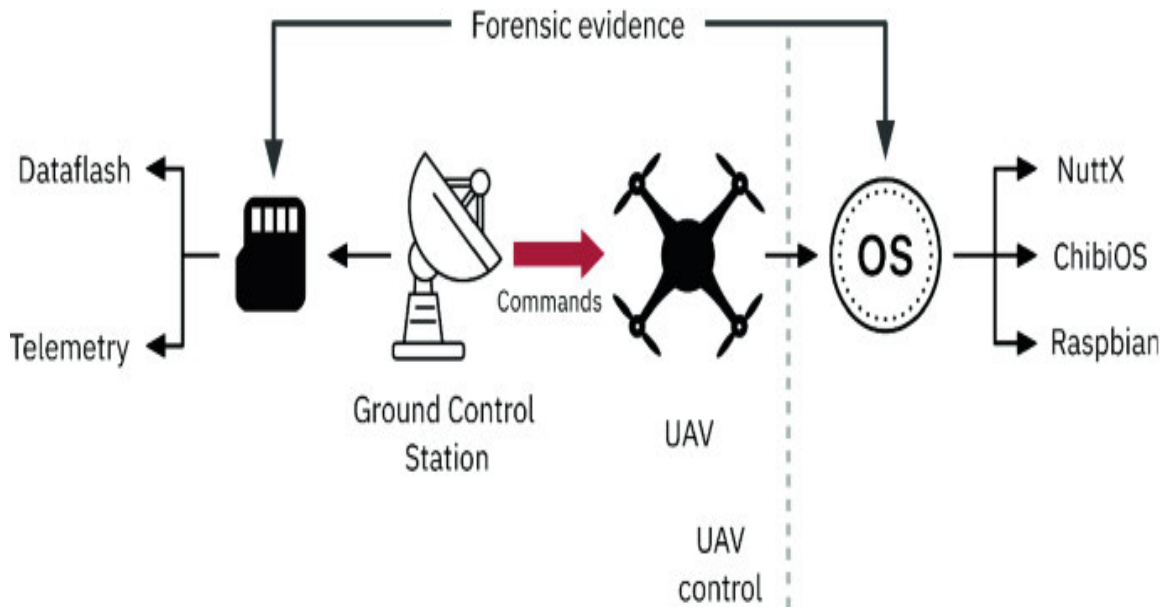 Forensic evidence
Dataflash
NuttX
OS
ChibiOS
Commands
Telemetry
Raspbian
Ground Control
Station
UAV
UAV
control